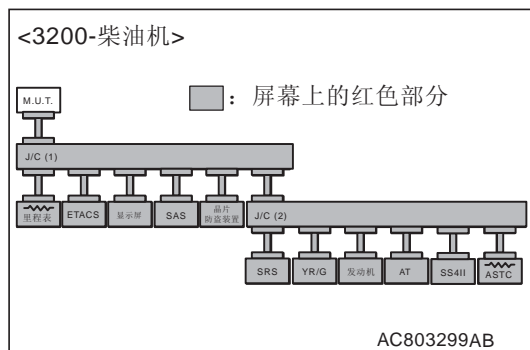 <3200-柴油机>
M.U.T.
：屏幕上的红色部分
J/C (1)
里程表 ETACS 显示屏 SAS 晶片防盗装置 J/C (2)
SRS YR/G 发动机 AT SS4II ASTC
AC803299AB